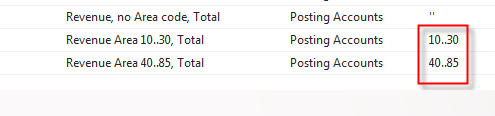 Revenue, no Area code, Total Posting Accounts ''
Revenue Area 10..30, Total Posting Accounts 10..30
Revenue Area 40..85, Total Posting Accounts 40..85